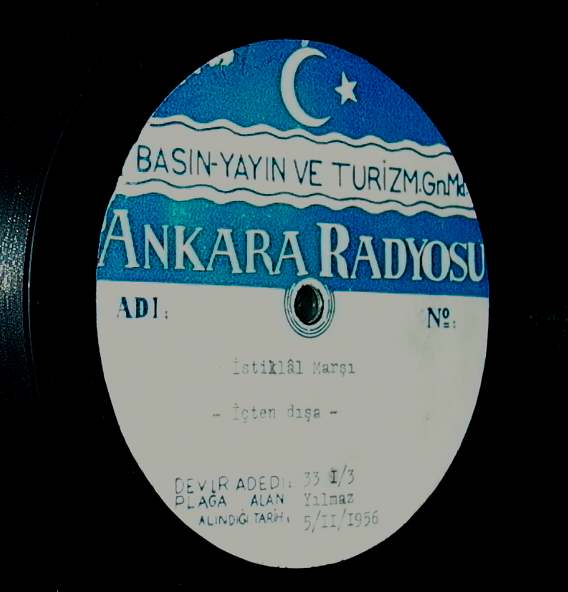 BASIN-YAYIN VE TURİZM.Gn.Md.
ANKARA RADYOSU
ADI: Nº:
İstiklâl Marşı
- İçten dışa -
DEVİR ADEDİ: 33 I/3
PLAĞA ALAN Yılmaz
ALINDIĞI TARİH: 5/II/1956